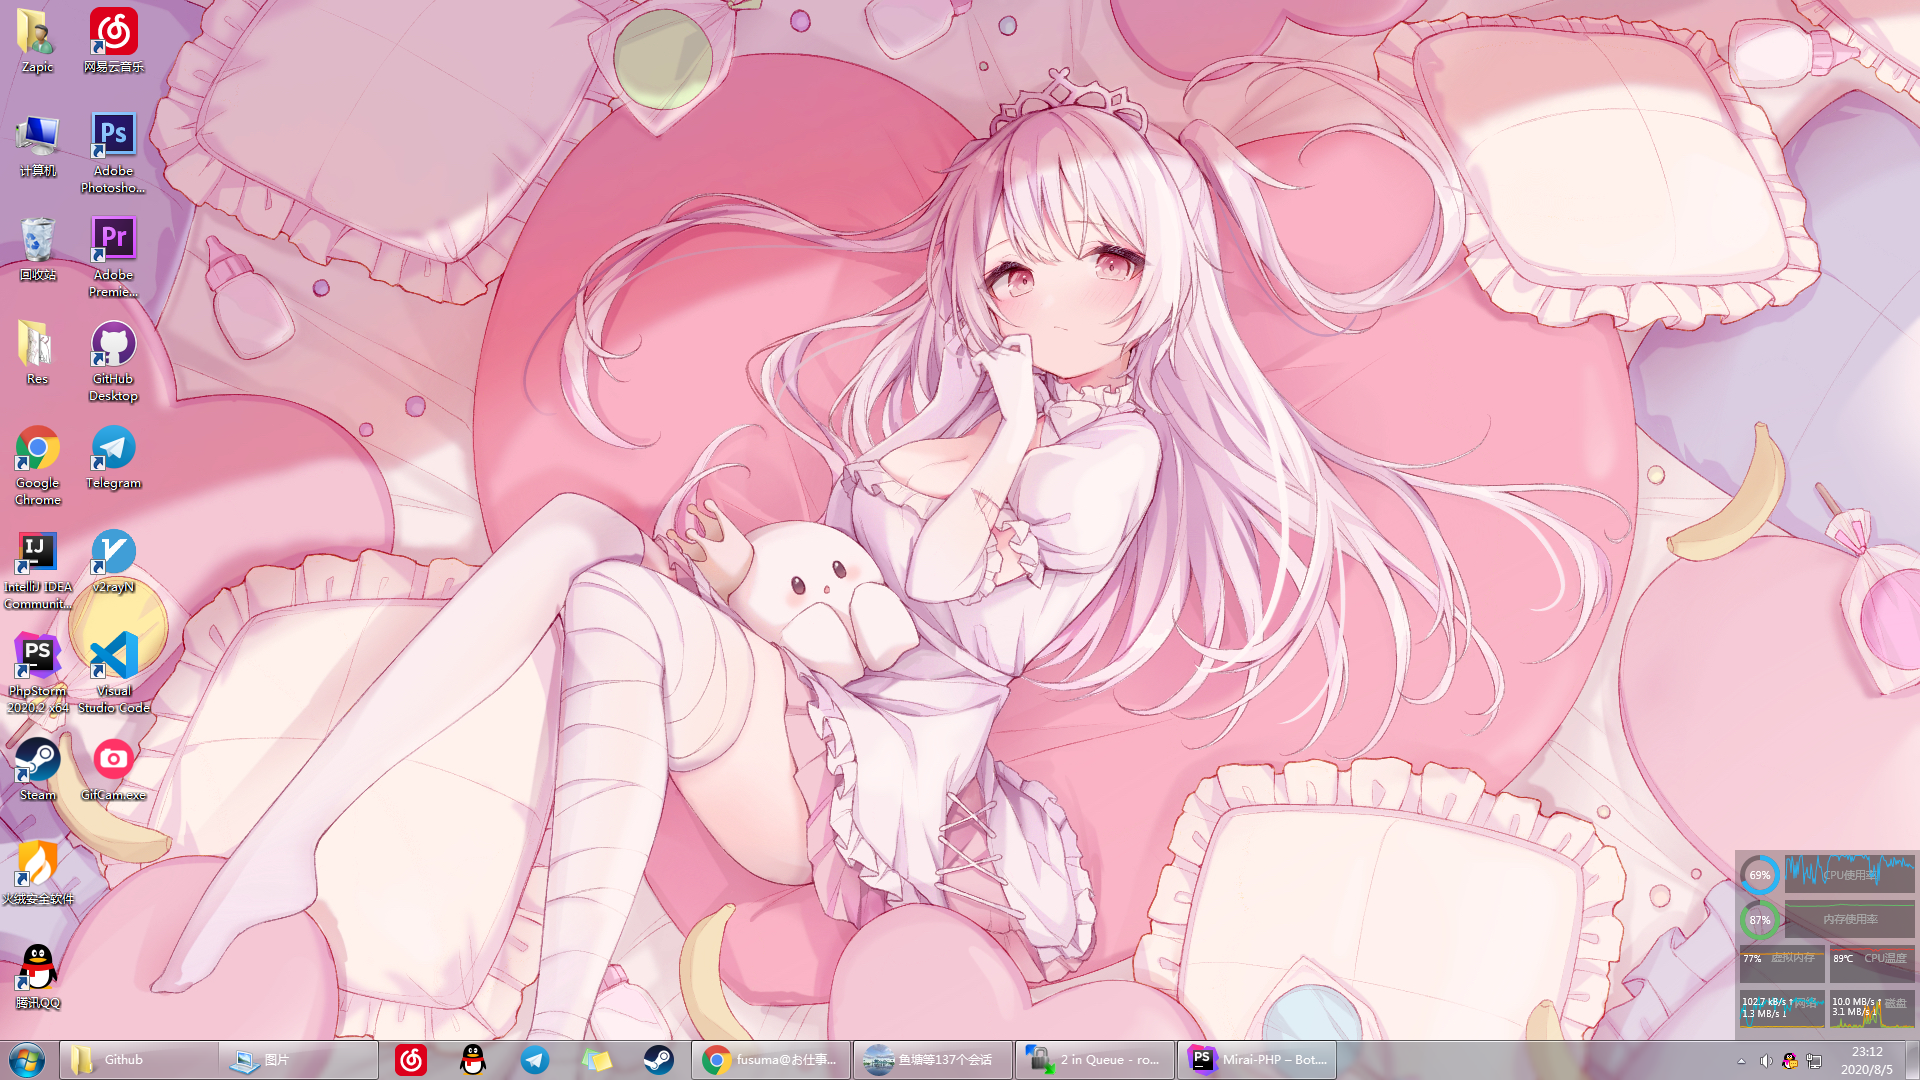 Zapic
网易云音乐
计算机
Ps
Adobe
Photosho...
回收站
Pr
Adobe
Premie...
Res
GitHub
Desktop
Google
Chrome
Telegram
IJ
IntelliJ IDEA
Communit...
v2rayN
PS
PhpStorm
2020.2 x64
Visual
Studio Code
Steam
GifCam.exe
火绒安全软件
腾讯QQ
69%
CPU使用率
87%
内存使用率
77%
虚拟内存
89℃
CPU温度
102.7 kB/s↑
网络
1.3 MB/s↓
10.0 MB/s↑
磁盘
3.1 MB/s↓
Github
图片
fusuma@お仕事...
鱼塘等137个会话
2 in Queue - ro...
PS
Mirai-PHP – Bot....
23:12
2020/8/5